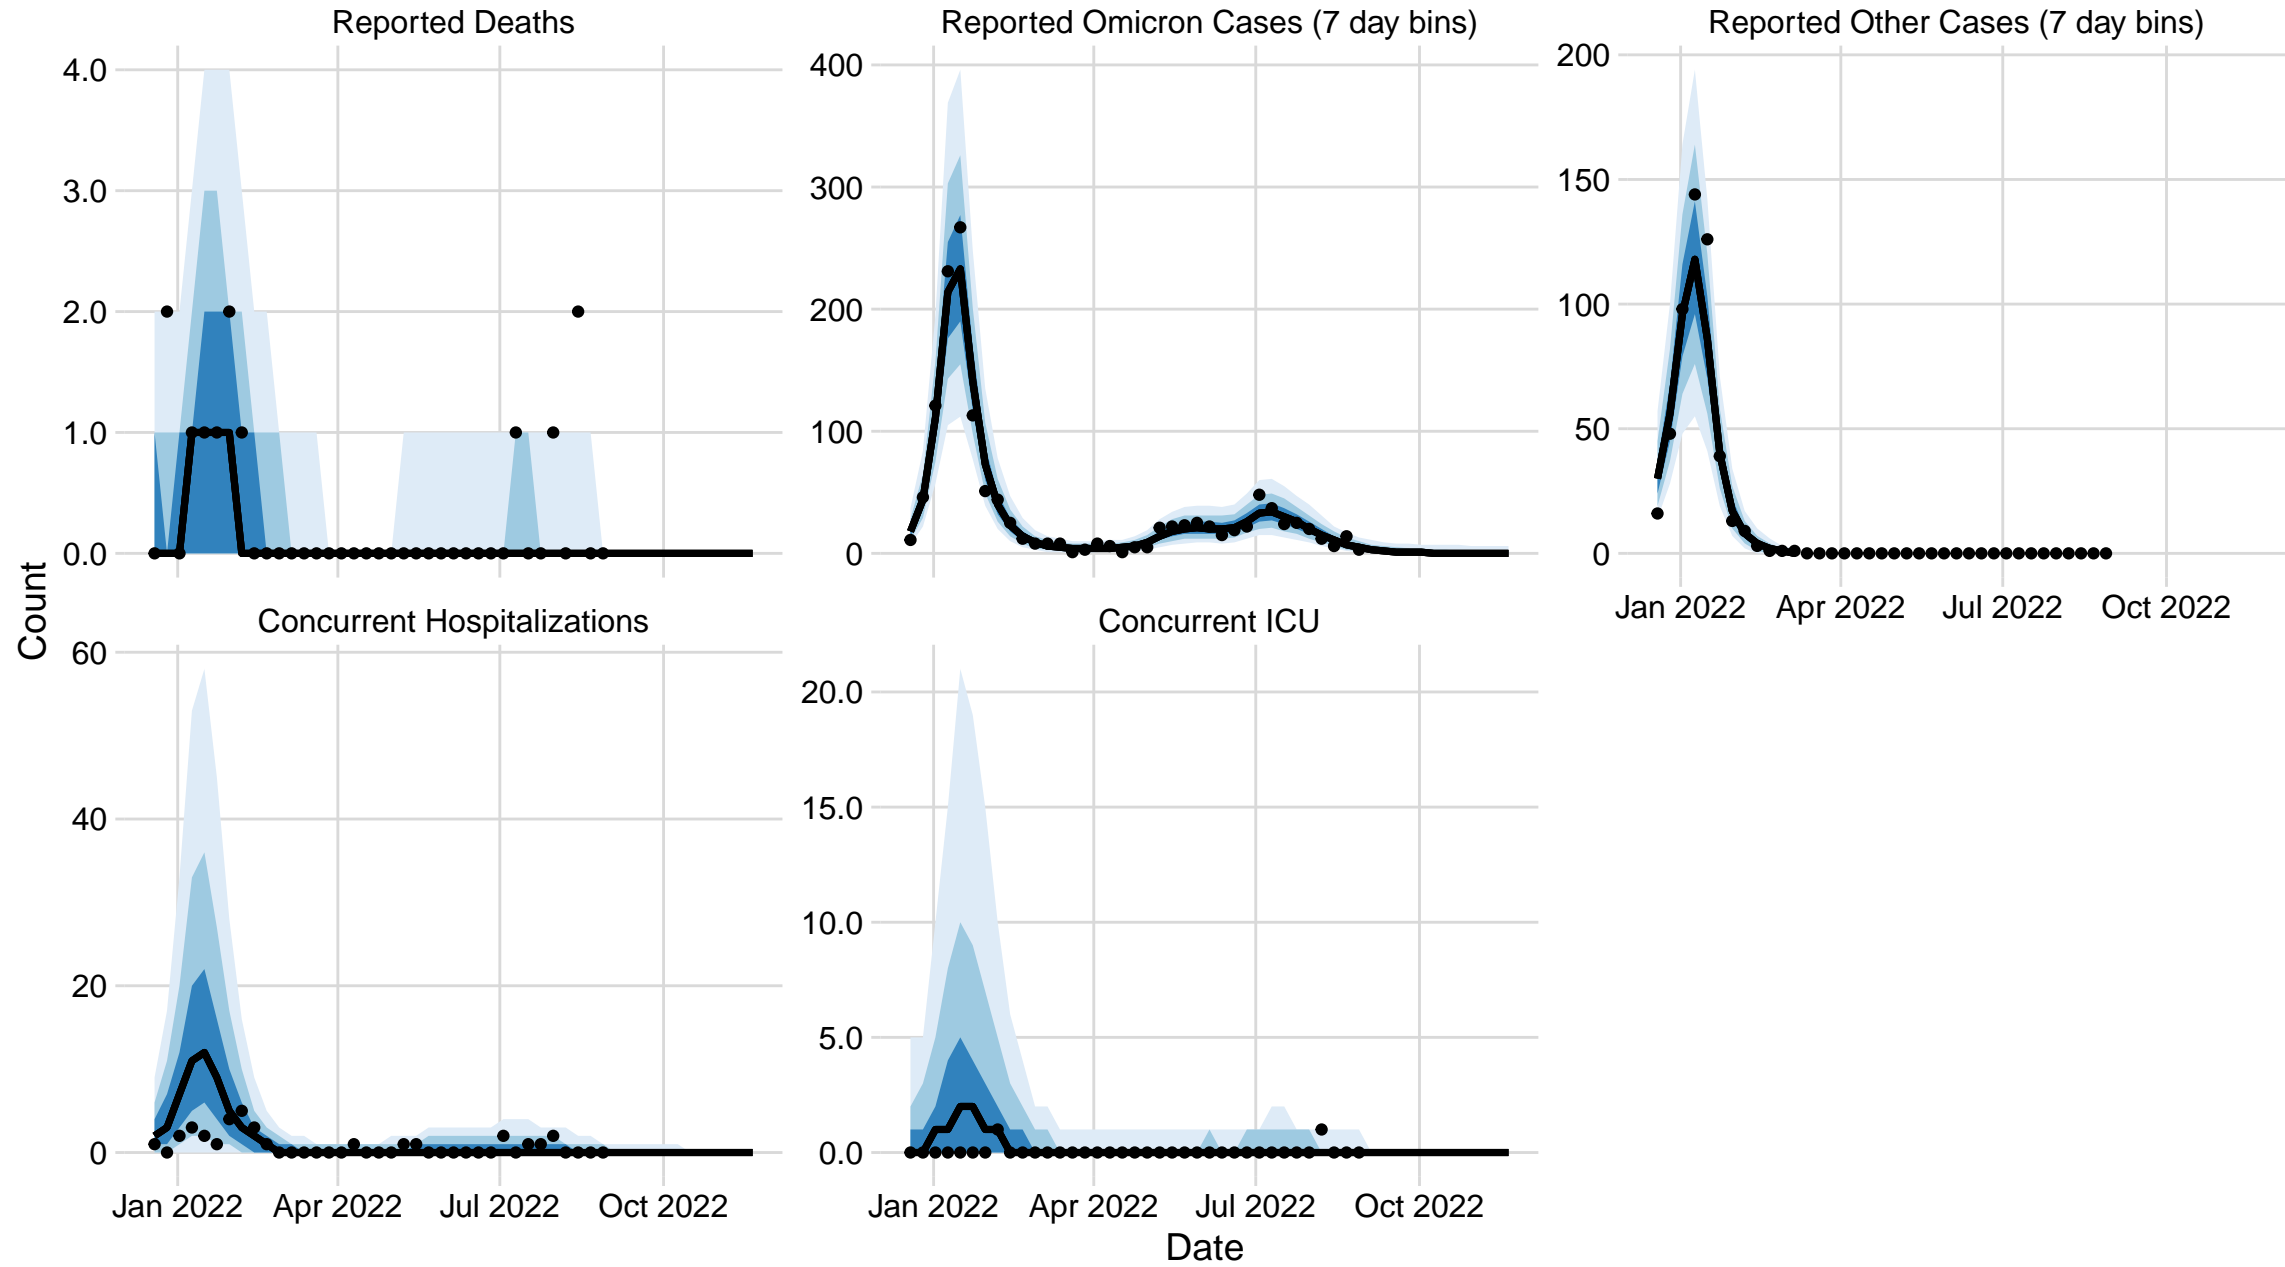 Reported Deaths
4.0
3.0
2.0
1.0
0.0
Reported Omicron Cases (7 day bins)
400
300
200
100
0
Reported Other Cases (7 day bins)
200
150
100
50
0
Jan 2022 Apr 2022 Jul 2022 Oct 2022
Count
Concurrent Hospitalizations
60
40
20
0
Jan 2022 Apr 2022 Jul 2022 Oct 2022
Concurrent ICU
20.0
15.0
10.0
5.0
0.0
Jan 2022 Apr 2022 Jul 2022 Oct 2022
Date